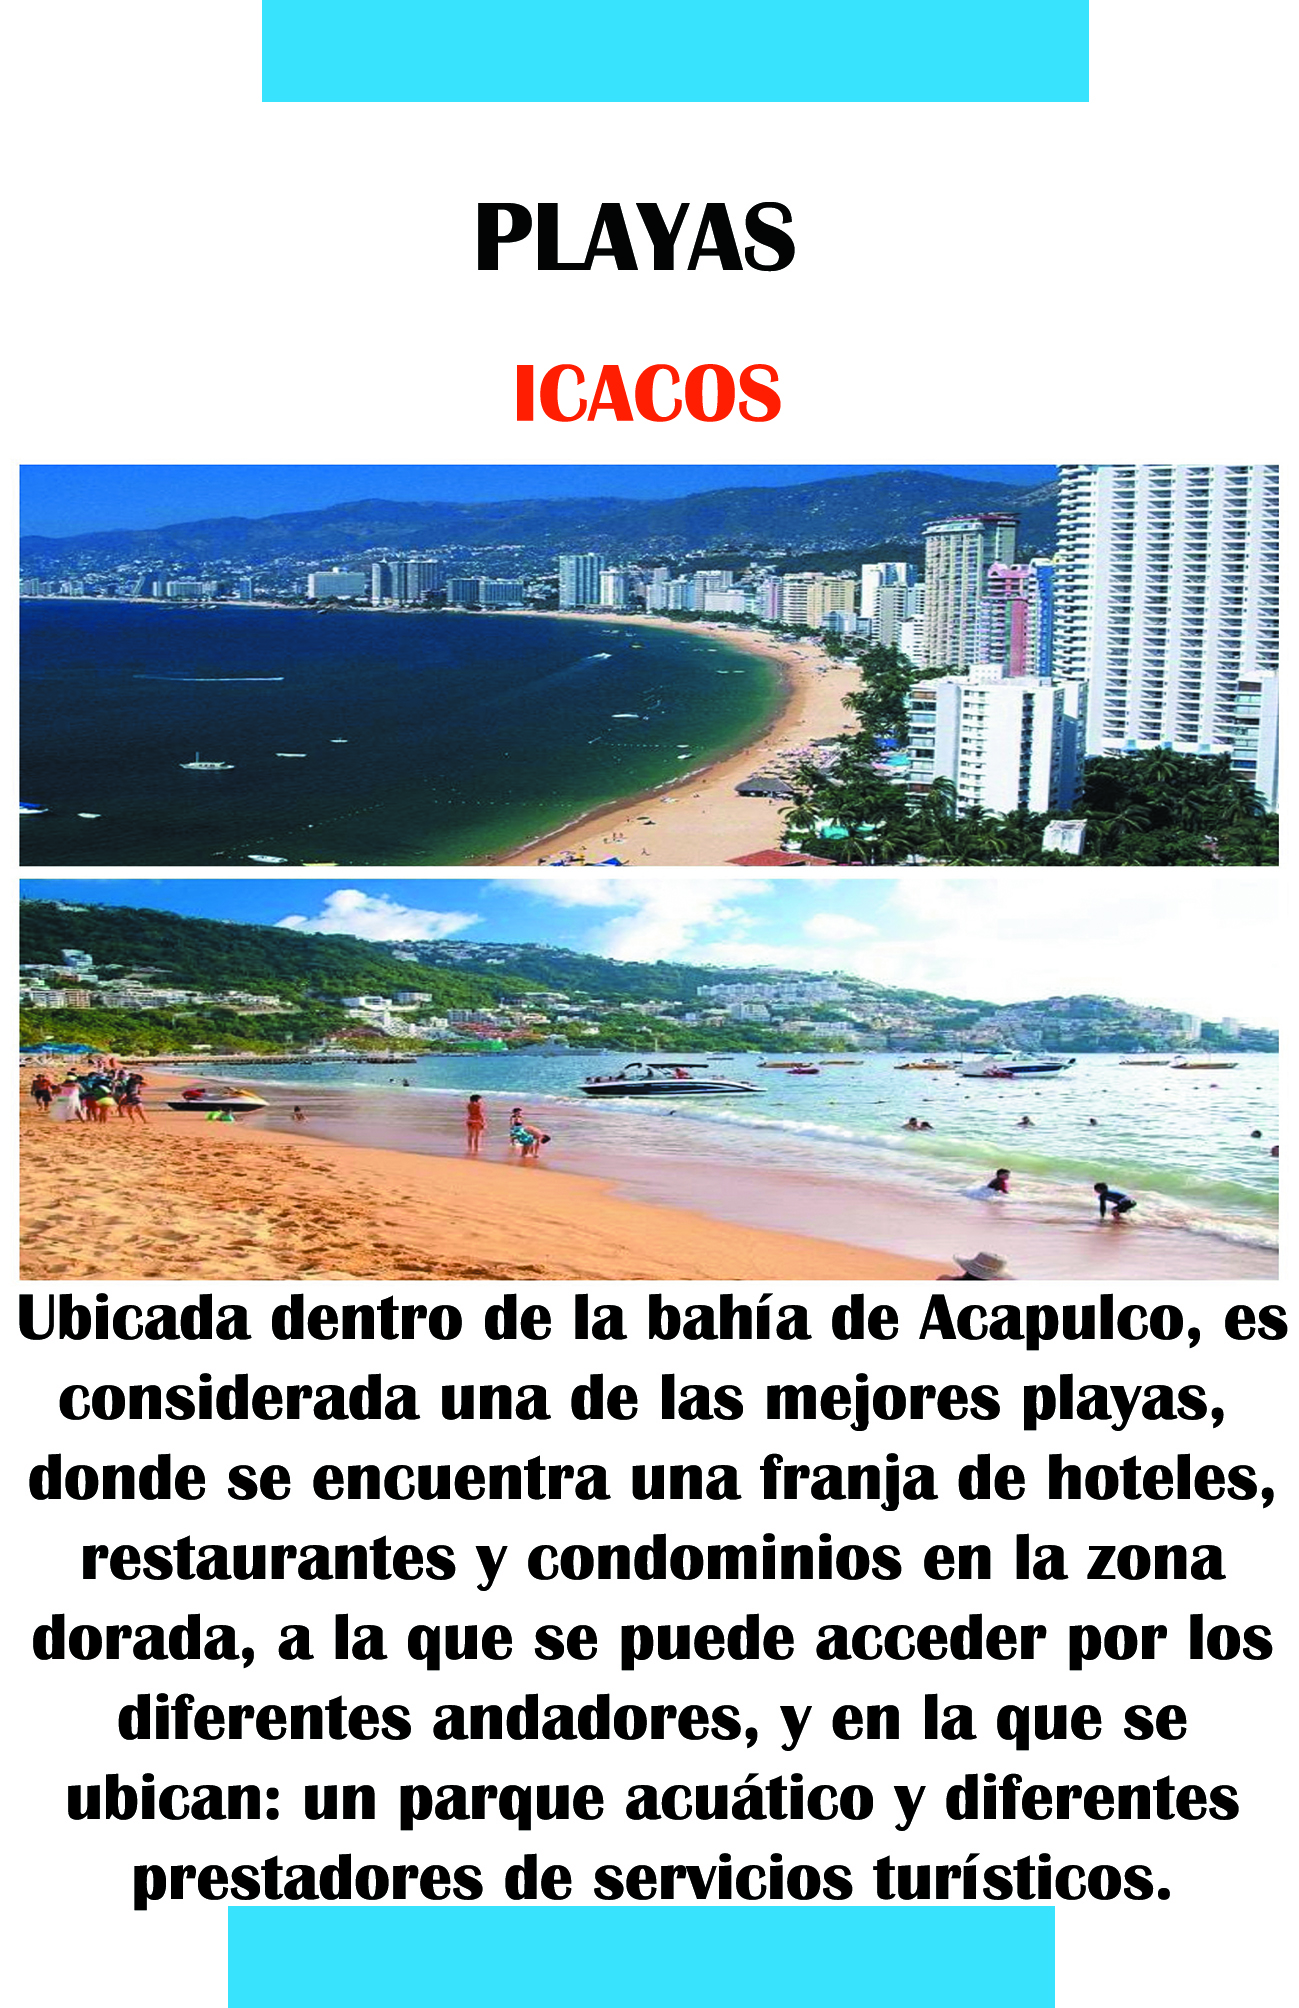 PLAYAS
ICACOS
Ubicada dentro de la bahía de Acapulco, es
considerada una de las mejores playas,
donde se encuentra una franja de hoteles,
restaurantes y condominios en la zona
dorada, a la que se puede acceder por los
diferentes andadores, y en la que se
ubican: un parque acuático y diferentes
prestadores de servicios turísticos.